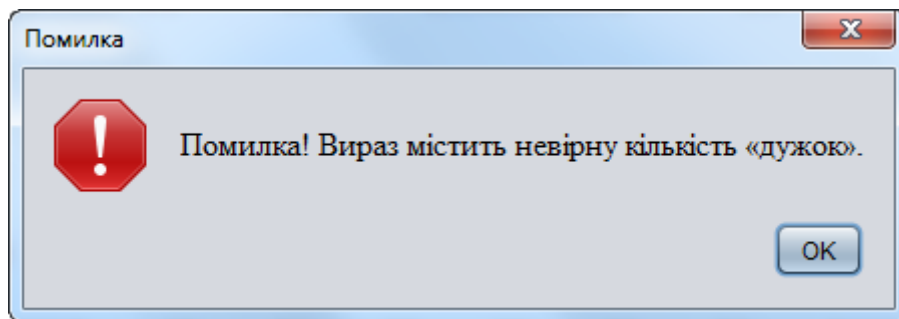 Помилка
Помилка! Вираз містить невірну кількість «дужок».
OK